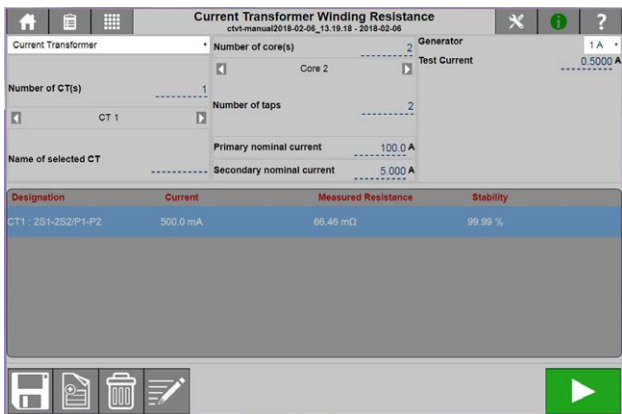 Current Transformer Winding Resistance
ctvt-manual2018-02-06_13.19.18 - 2018-02-06
?
Current Transformer
Number of CT(s) 1
CT 1
Name of selected CT
Number of core(s) 2
Core 2
Number of taps 2
Primary nominal current 100.0 A
Secondary nominal current 5.000 A
Generator 1 A
Test Current 0.5000 A
Designation Current Measured Resistance Stability
CT1 : 2S1-2S2/P1-P2 500.0 mA 66.46 mΩ 99.99 %